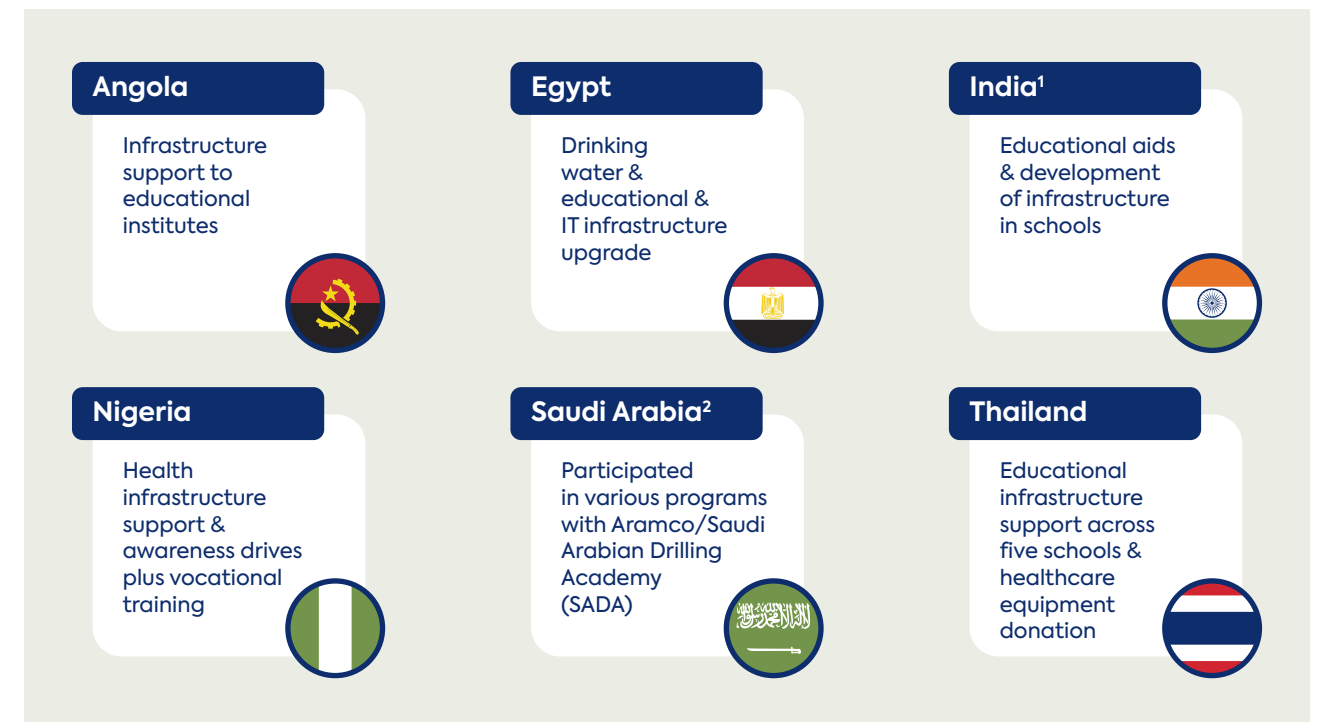 Angola
Infrastructure
support to
educational
institutes
Egypt
Drinking
water &
educational &
IT infrastructure
upgrade
India¹
Educational aids
& development
of infrastructure
in schools
Nigeria
Health
infrastructure
support &
awareness drives
plus vocational
training
Saudi Arabia²
Participated
in various programs
with Aramco/Saudi
Arabian Drilling
Academy
(SADA)
Thailand
Educational
infrastructure
support across
five schools &
healthcare
equipment
donation